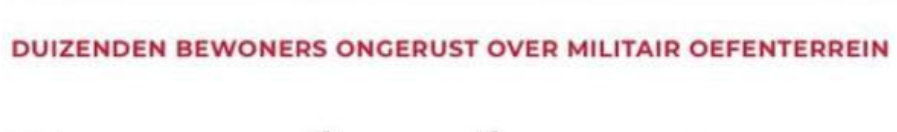 DUIZENDEN BEWONERS ONGERUST OVER MILITAIR OEFENTERREIN